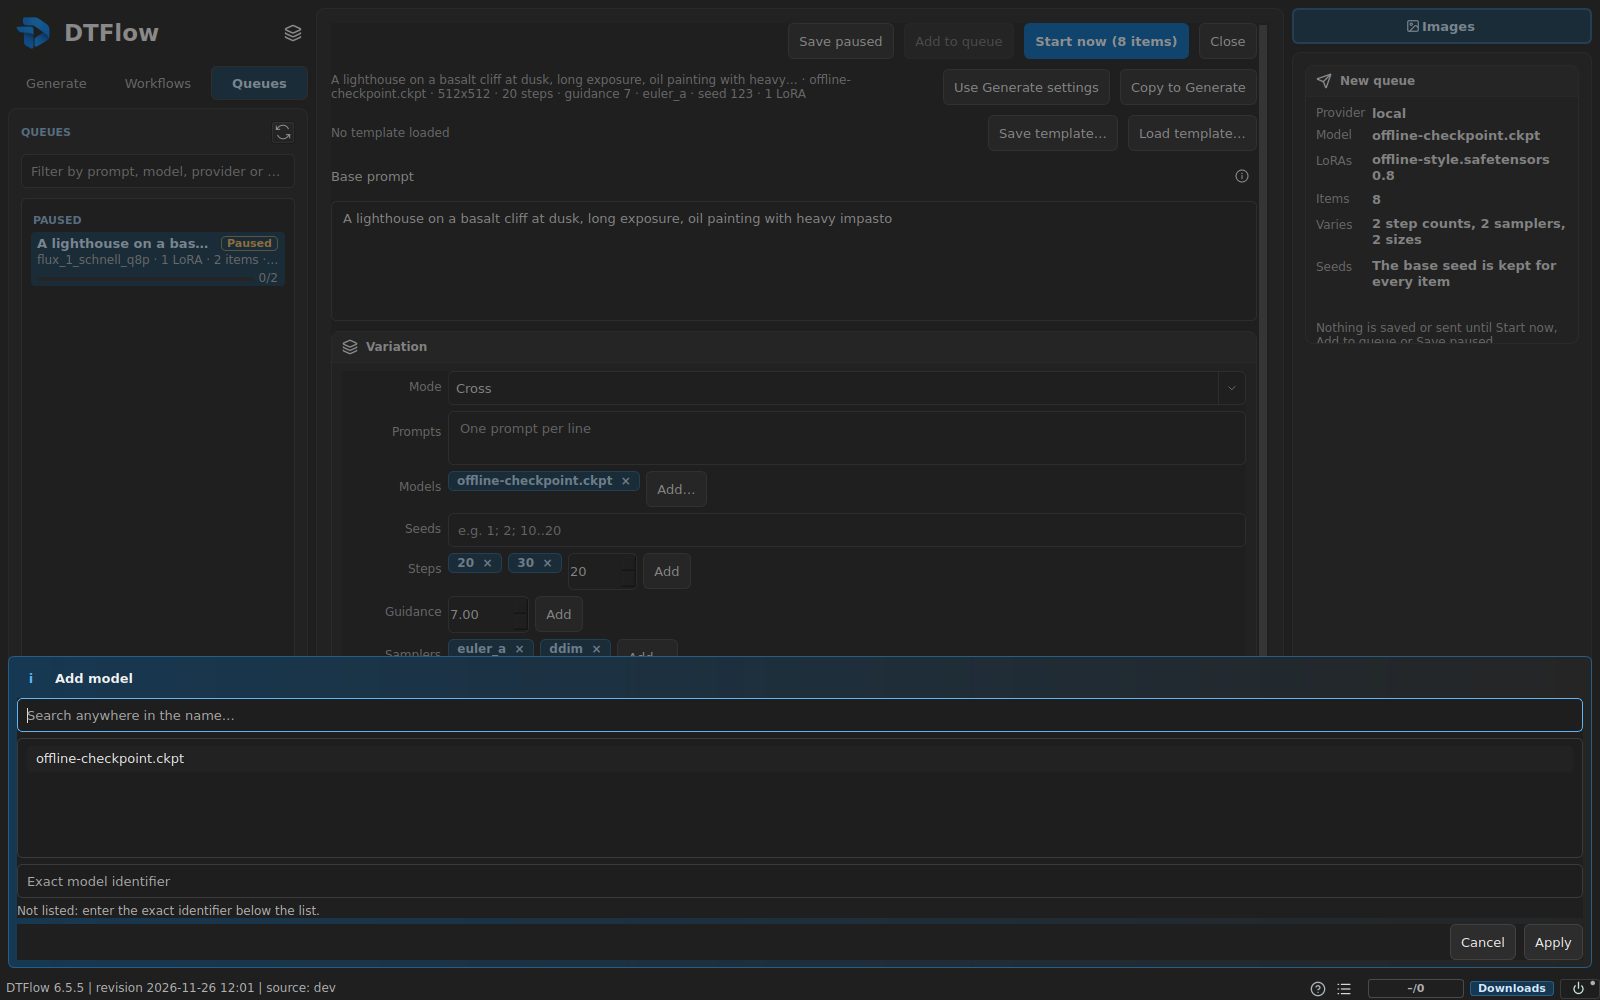 DTFlow
Generate
Workflows
Queues
QUEUES
Filter by prompt, model, provider or ...
PAUSED
A lighthouse on a bas...
Paused
flux_1_schnell_q8p · 1 LoRA · 2 items ·...
0/2
Save paused
Add to queue
Start now (8 items)
Close
A lighthouse on a basalt cliff at dusk, long exposure, oil painting with heavy... · offline-
checkpoint.ckpt · 512x512 · 20 steps · guidance 7 · euler_a · seed 123 · 1 LoRA
Use Generate settings
Copy to Generate
No template loaded
Save template...
Load template...
Base prompt
A lighthouse on a basalt cliff at dusk, long exposure, oil painting with heavy impasto
Variation
Mode
Cross
Prompts
One prompt per line
Models
offline-checkpoint.ckpt ×
Add...
Seeds
e.g. 1; 2; 10..20
Steps
20 ×
30 ×
20
Add
Guidance
7.00
Add
Samplers
euler_a ×
ddim ×
Add...
Images
New queue
Provider local
Model offline-checkpoint.ckpt
LoRAs offline-style.safetensors
0.8
Items 8
Varies 2 step counts, 2 samplers,
2 sizes
Seeds The base seed is kept for
every item
Nothing is saved or sent until Start now,
Add to queue or Save paused
i Add model
Search anywhere in the name...
offline-checkpoint.ckpt
Exact model identifier
Not listed: enter the exact identifier below the list.
Cancel
Apply
DTFlow 6.5.5 | revision 2026-11-26 12:01 | source: dev
-/0
Downloads